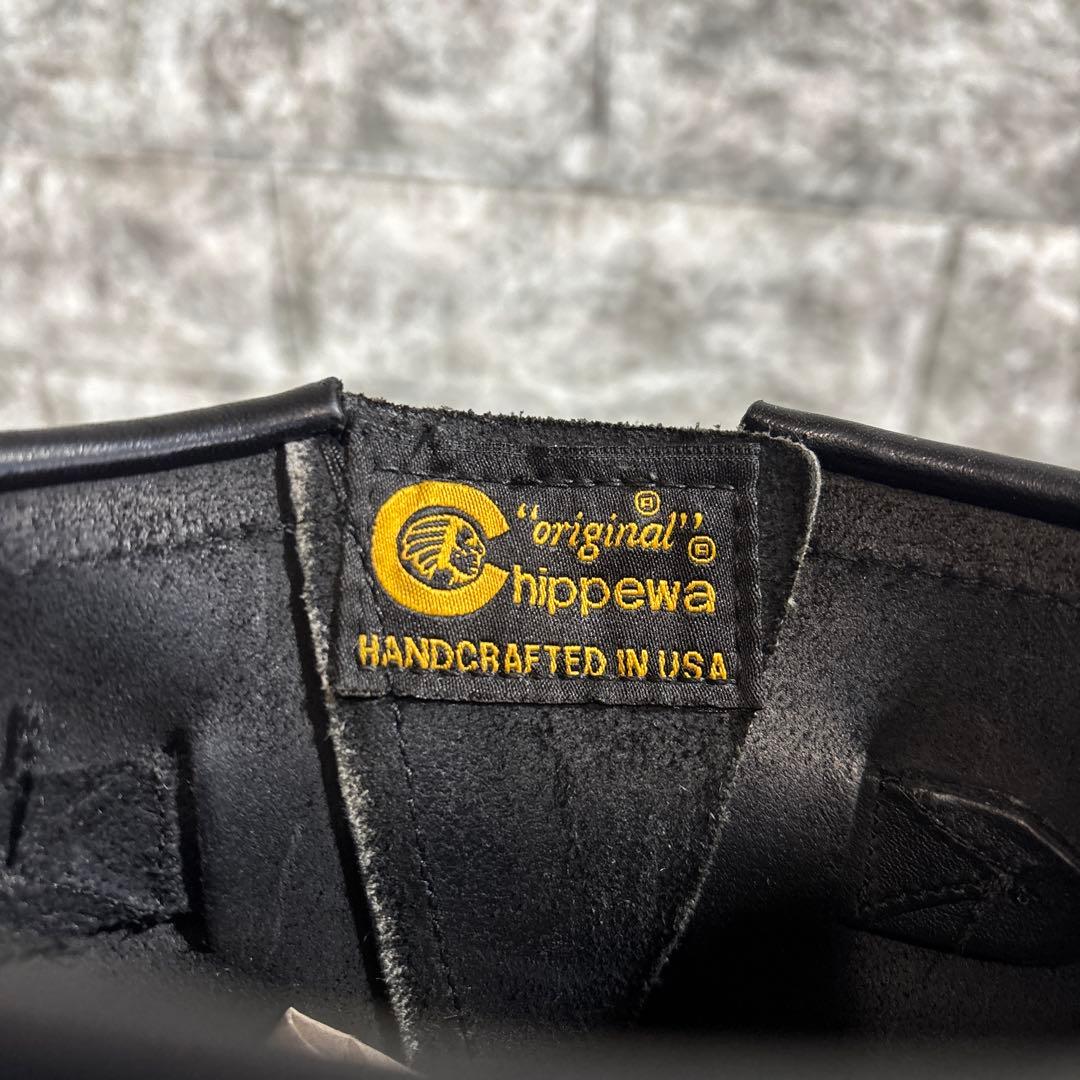 "original" ®
Chippewa ®
HANDCRAFTED IN USA